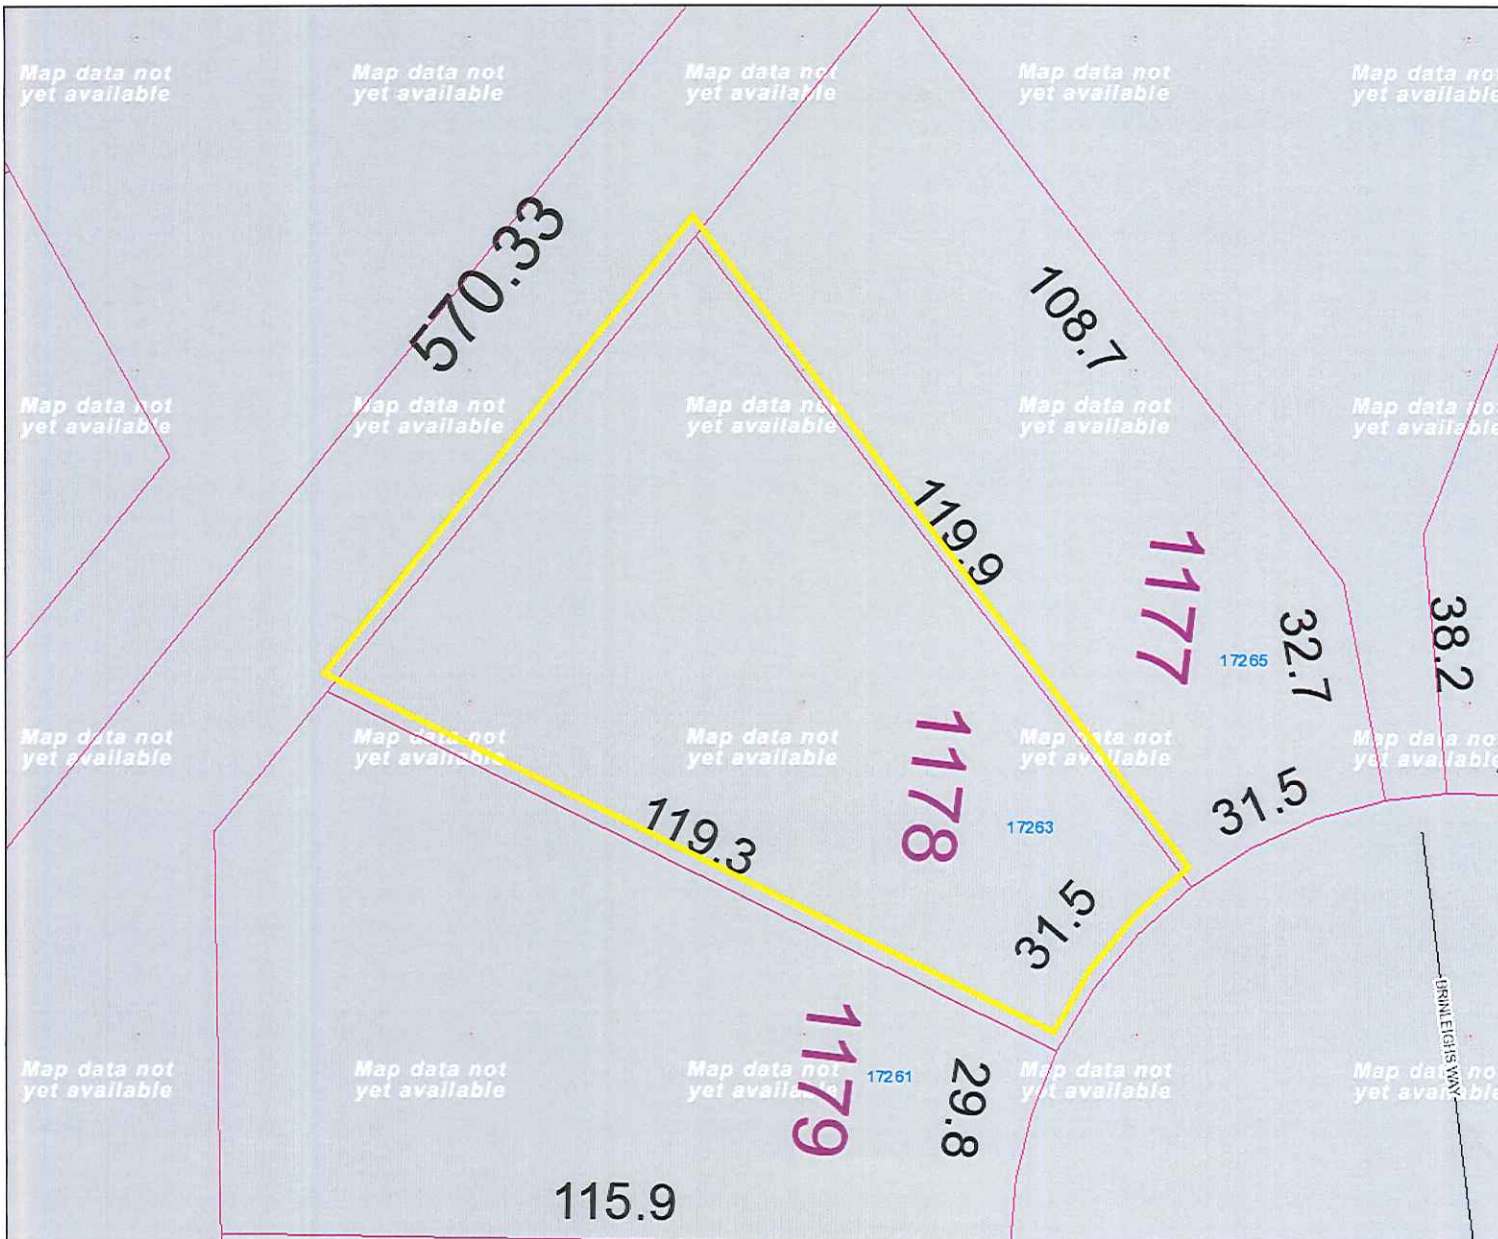 Map data not
yet available
Map data not
yet available
Map data not
yet available
Map data not
yet available
Map data not
yet available
570.33
108.7
Map data not
yet available
Map data not
yet available
Map data not
yet available
Map data not
yet available
Map data not
yet available
119.9
1177
17265
32.7
38.2
Map data not
yet available
Map data not
yet available
Map data not
yet available
Map data not
yet available
Map data not
yet available
1178
17263
31.5
119.3
31.5
BRINLEIGHS WAY
Map data not
yet available
Map data not
yet available
Map data not
yet available
Map data not
yet available
Map data not
yet available
1179
17261
29.8
115.9